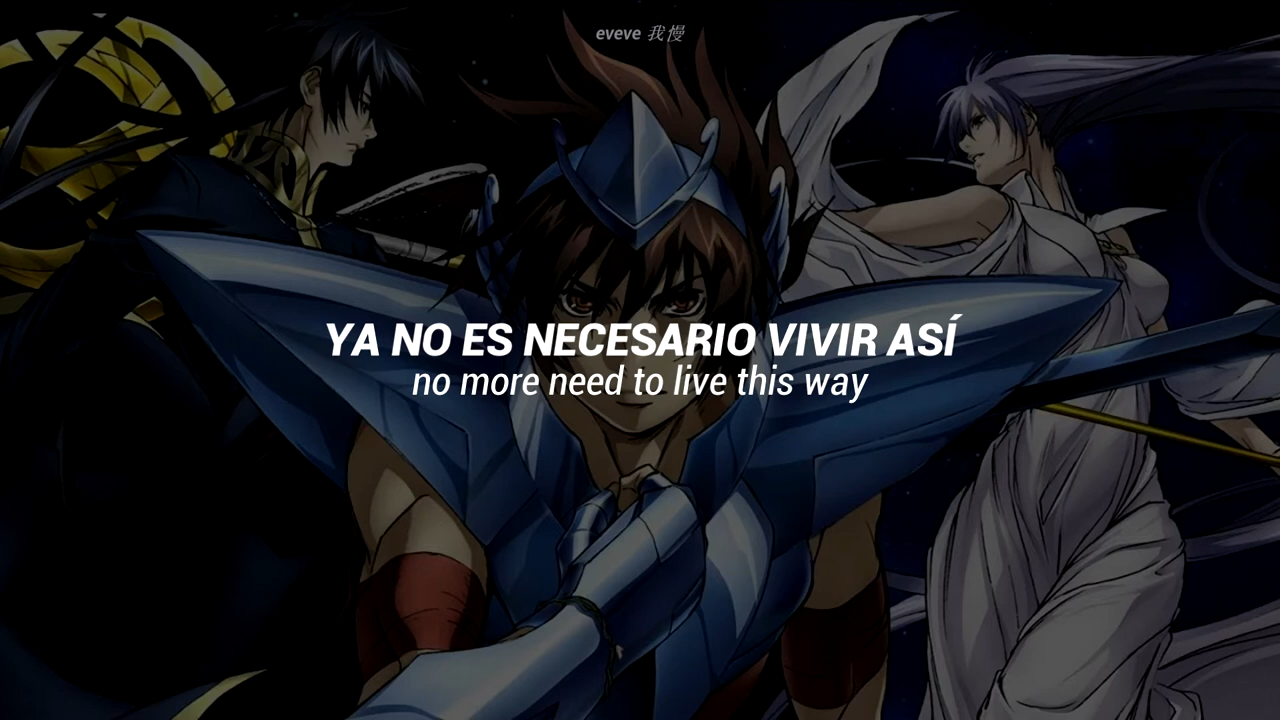 eveve 我慢
YA NO ES NECESARIO VIVIR ASÍ
no more need to live this way